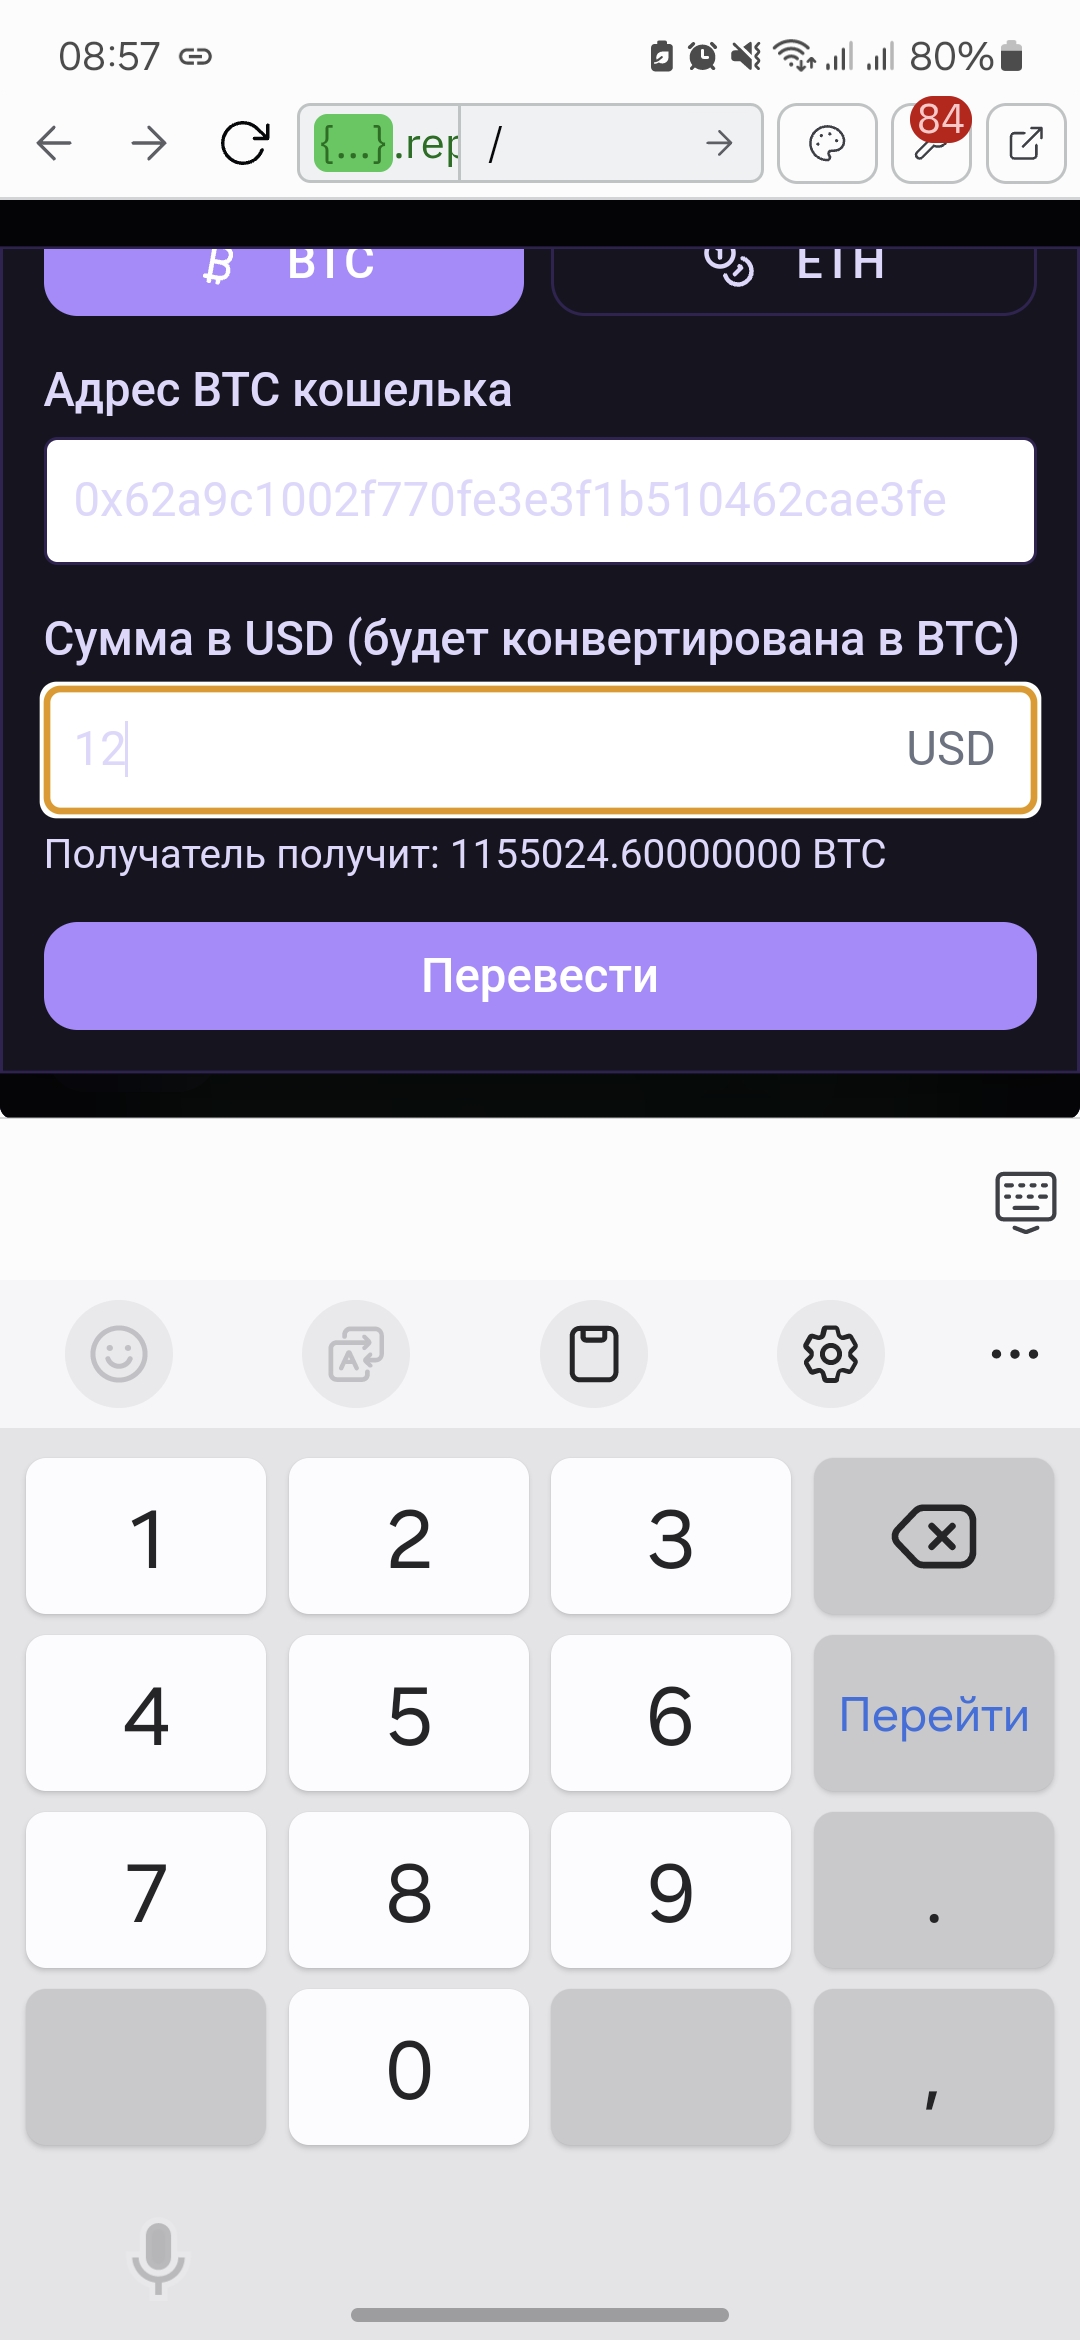 08:57
80%
{...}.rep
/
84
BTC
ETH
Адрес BTC кошелька
0x62a9c1002f770fe3e3f1b510462cae3fe
Сумма в USD (будет конвертирована в BTC)
12
USD
Получатель получит: 1155024.60000000 BTC
Перевести
1
2
3
4
5
6
Перейти
7
8
9
.
0
,